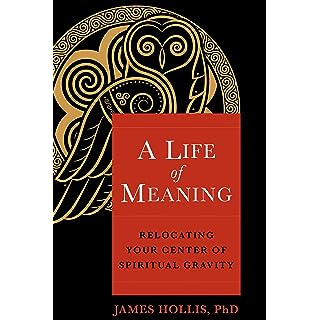 A LIFE
of
MEANING
RELOCATING
YOUR CENTER OF
SPIRITUAL GRAVITY
JAMES HOLLIS, PhD